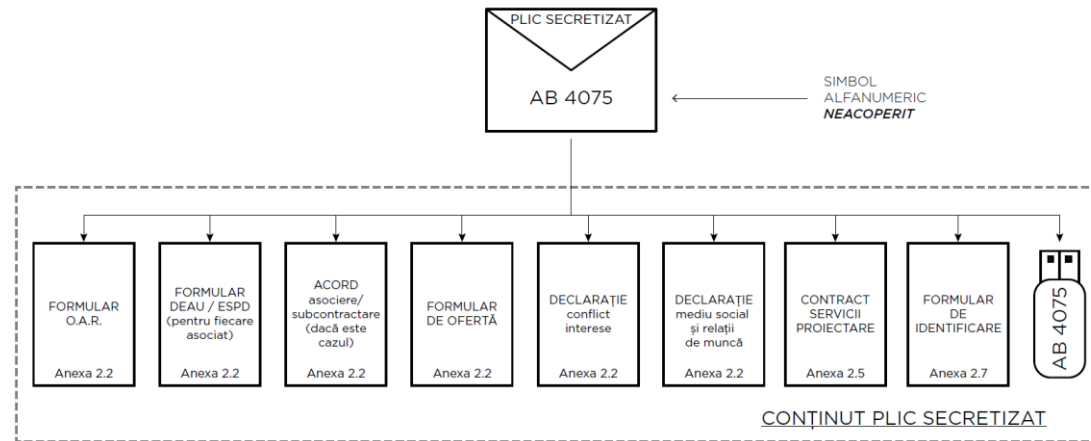 PLIC SECRETIZAT
AB 4075
SIMBOL
ALFANUMERIC
NEACOPERIT
FORMULAR
O.A.R.
Anexa 2.2
FORMULAR
DEAU / ESPD
(pentru fiecare
asociat)
Anexa 2.2
ACORD
asociere/
subcontractare
(dacă este
cazul)
Anexa 2.2
FORMULAR
DE OFERTĂ
Anexa 2.2
DECLARAȚIE
conflict
interese
Anexa 2.2
DECLARAȚIE
mediu social
și relații
de muncă
Anexa 2.2
CONTRACT
SERVICII
PROIECTARE
Anexa 2.5
FORMULAR
DE
IDENTIFICARE
Anexa 2.7
AB 4075
CONȚINUT PLIC SECRETIZAT